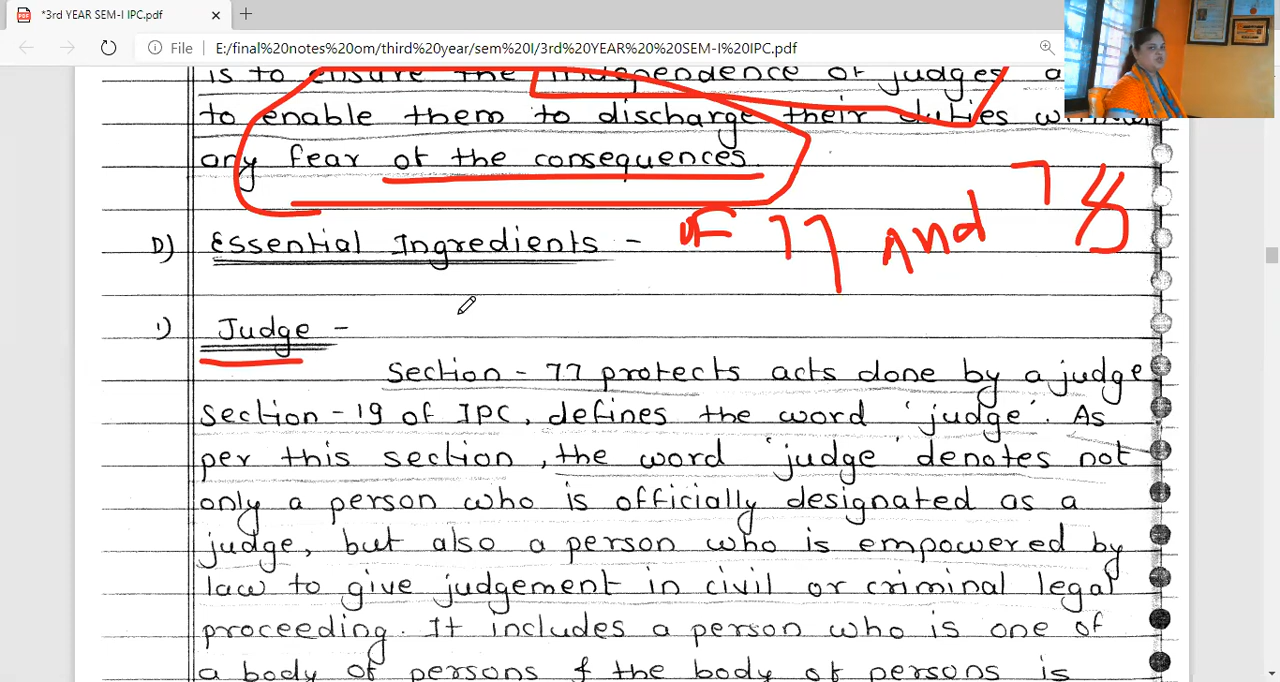 *3rd YEAR SEM-I IPC.pdf
File E:/final%20notes%20om/third%20year/sem%20I/3rd%20YEAR%20%20SEM-I%20IPC.pdf
is to ensure the independence of judges a
to enable them to discharge their duties
any fear of the consequences.
D) Essential Ingredients - of 77 And 78
1) Judge -
Section - 77 protects acts done by a judge
Section - 19 of IPC, defines the word 'judge'. As
per this section, the word 'judge' denotes not
only a person who is officially designated as a
judge, but also a person who is empowered by
law to give judgement in civil or criminal legal
proceeding. It includes a person who is one of
a body of persons & the body of persons is